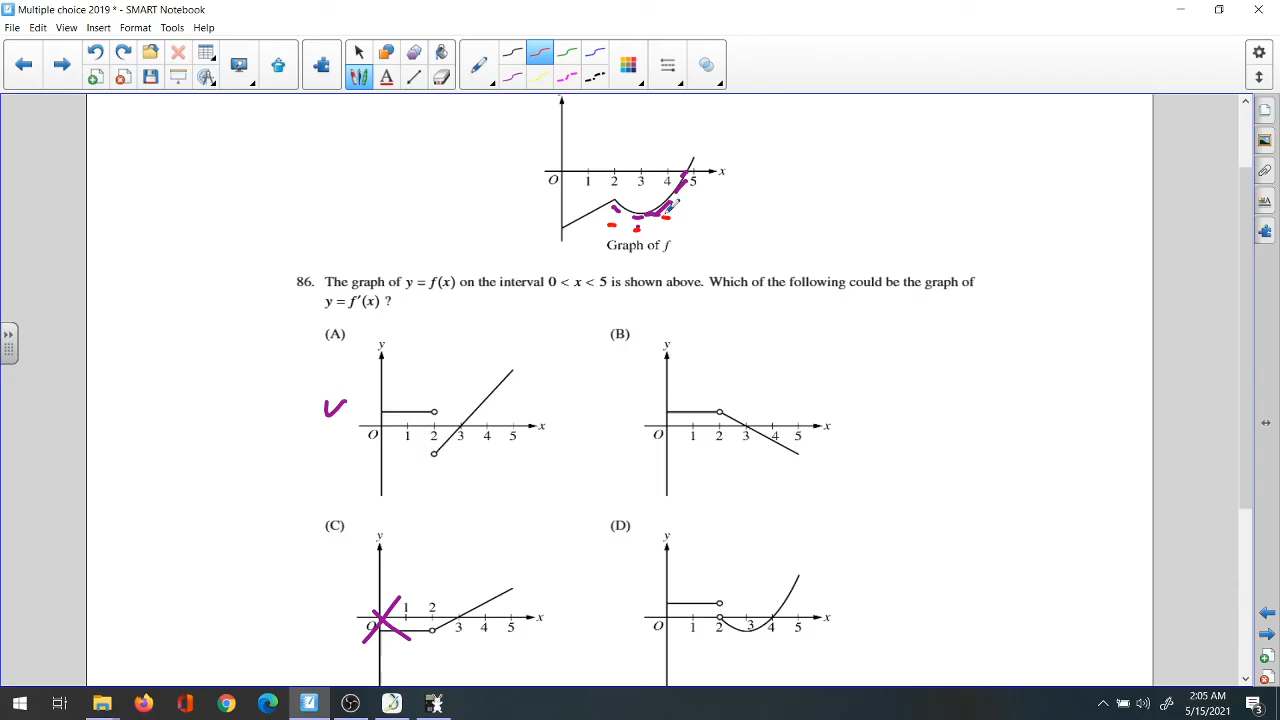 Multiple choice 2019 * - SMART Notebook
File Edit View Insert Format Tools Help
O 1 2 3 4 5 x
Graph of f
86. The graph of y = f(x) on the interval 0 < x < 5 is shown above. Which of the following could be the graph of
y = f′(x) ?
(A)
y
O 1 2 3 4 5 x
(B)
y
O 1 2 3 4 5 x
(C)
y
O 1 2 3 4 5 x
(D)
y
O 1 2 3 4 5 x
2:05 AM
5/15/2021